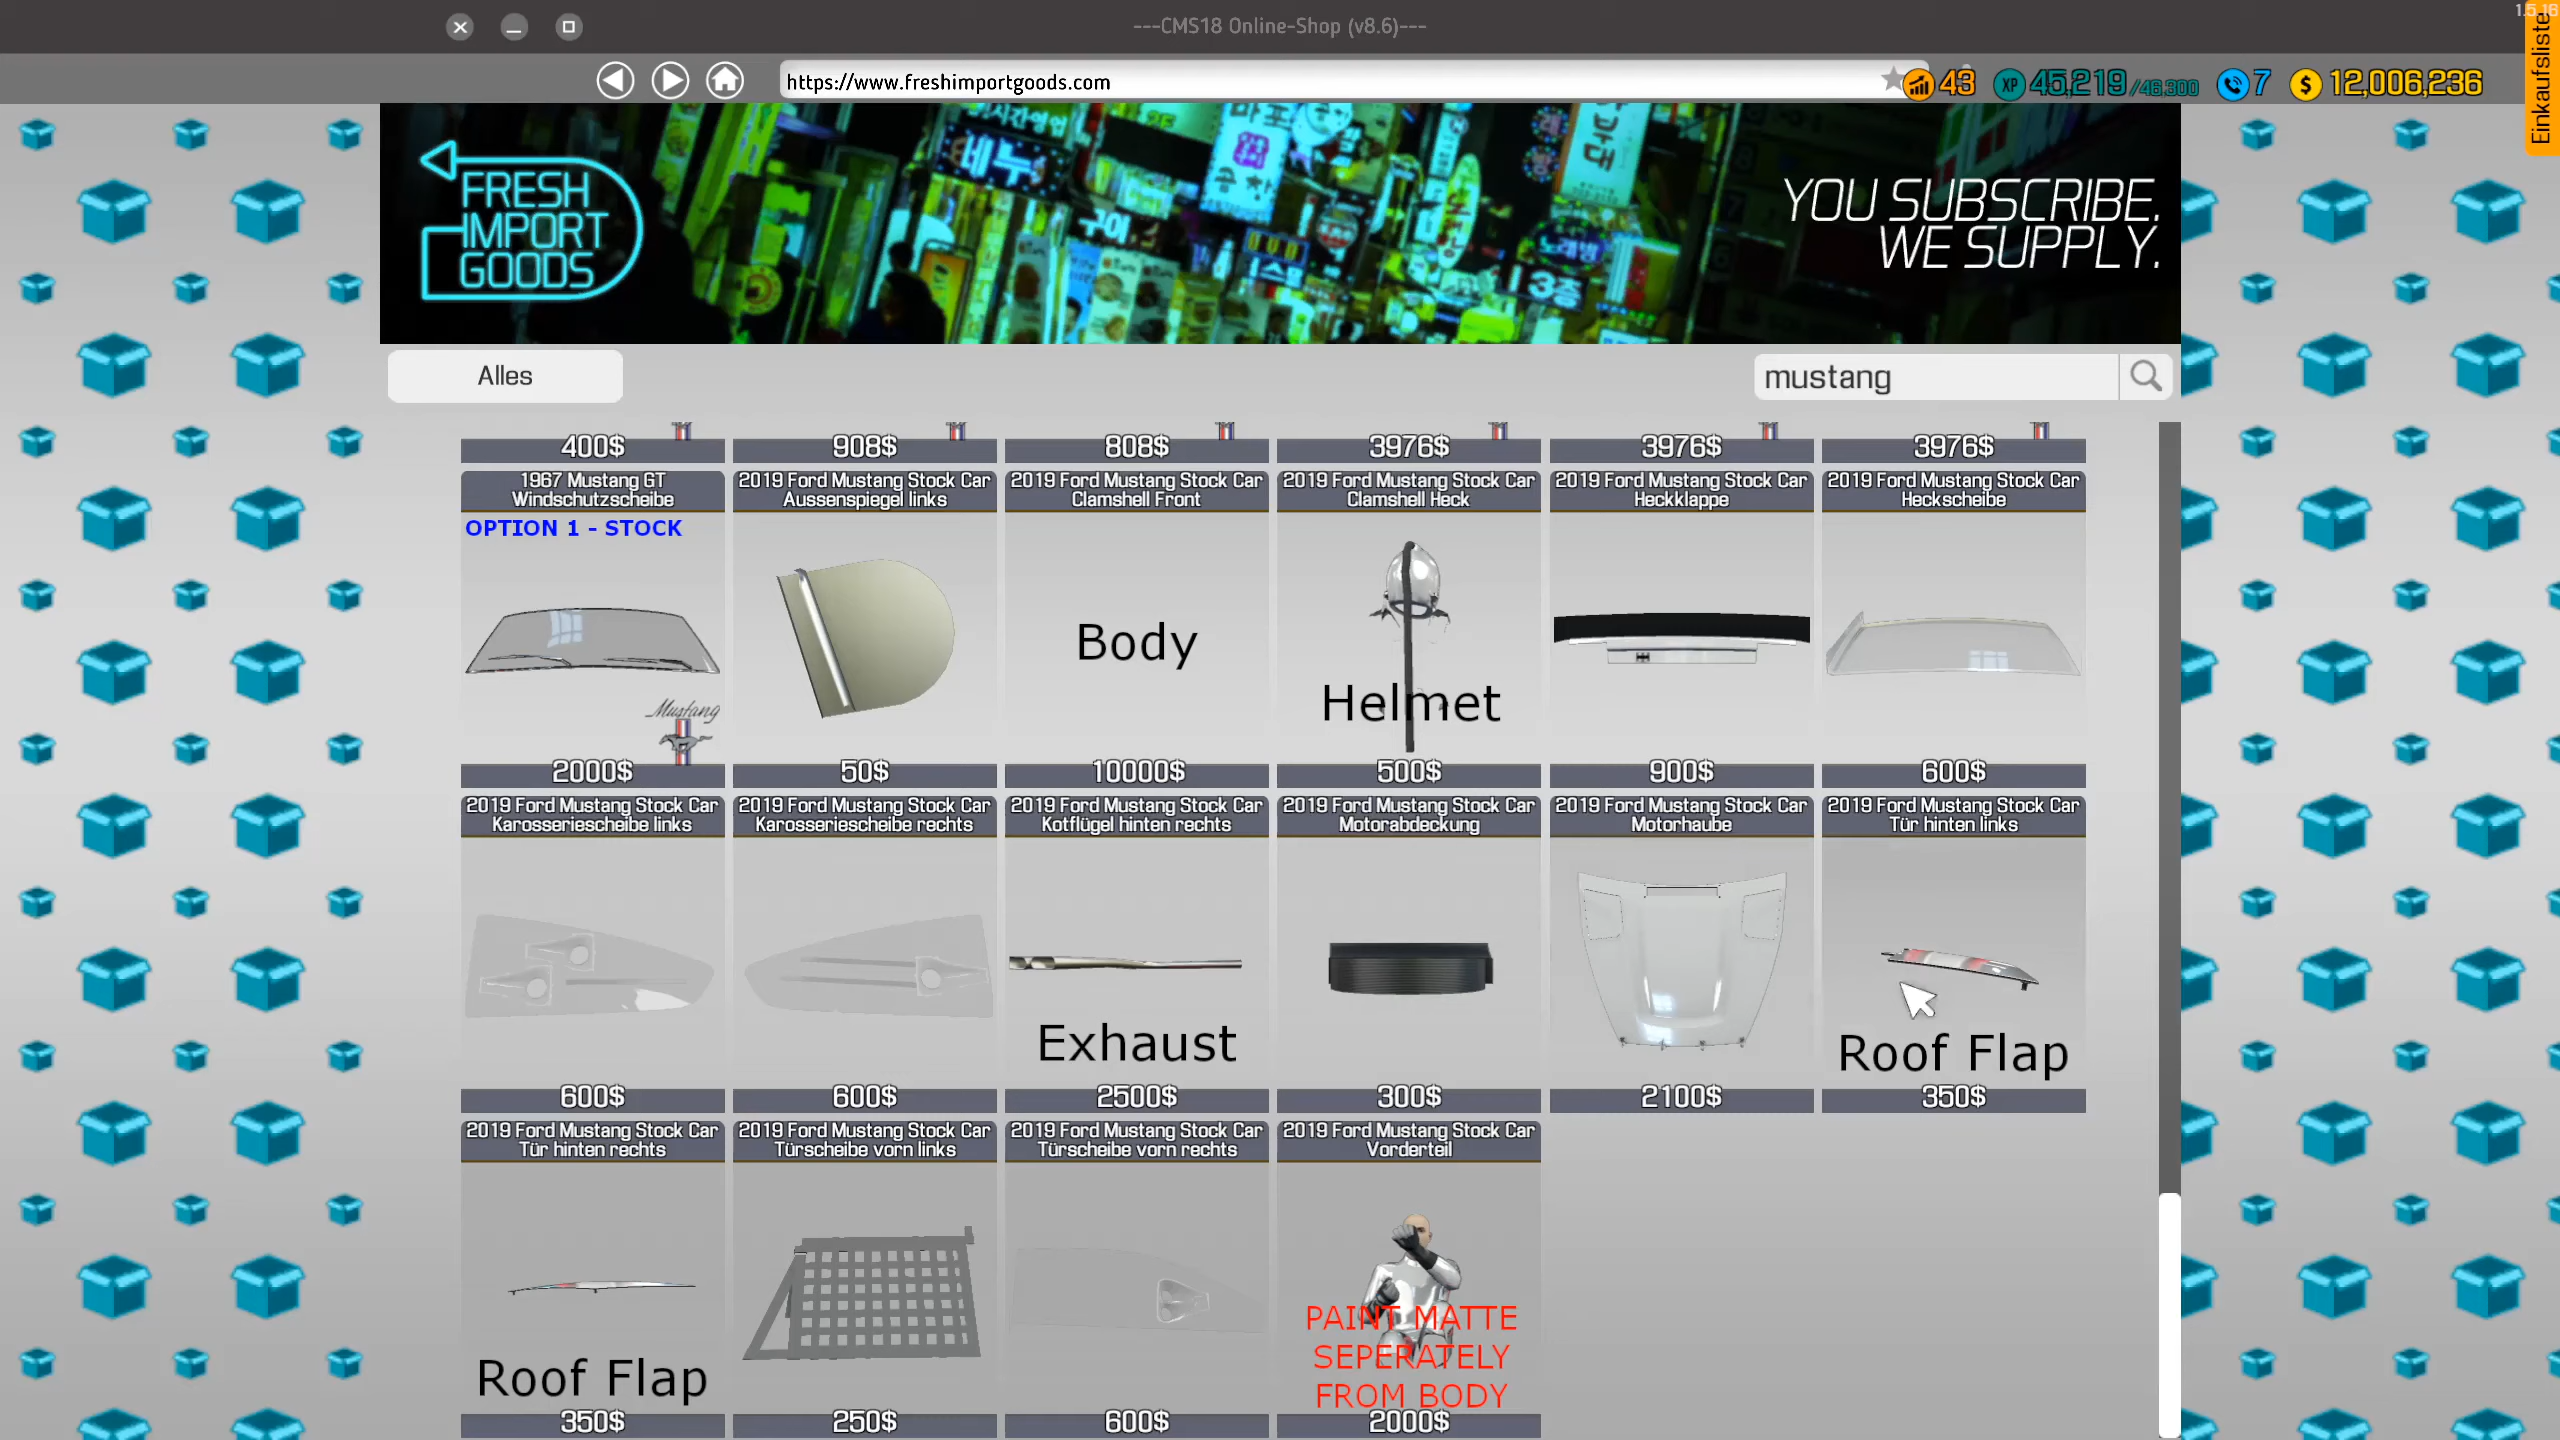 ---CMS18 Online-Shop (v8.6)---
1.5.16
https://www.freshimportgoods.com
43
XP 45,219/46,300
7
$ 12,006,236
Einkaufsliste
FRESH
IMPORT
GOODS
YOU SUBSCRIBE.
WE SUPPLY.
Alles
mustang
400$ 908$ 808$ 3976$ 3976$ 3976$
1967 Mustang GT
Windschutzscheibe
OPTION 1 - STOCK
Mustang
2000$
2019 Ford Mustang Stock Car
Aussenspiegel links
50$
2019 Ford Mustang Stock Car
Clamshell Front
Body
10000$
2019 Ford Mustang Stock Car
Clamshell Heck
Helmet
500$
2019 Ford Mustang Stock Car
Heckklappe
900$
2019 Ford Mustang Stock Car
Heckscheibe
600$
2019 Ford Mustang Stock Car
Karosseriescheibe links
600$
2019 Ford Mustang Stock Car
Karosseriescheibe rechts
600$
2019 Ford Mustang Stock Car
Kotflügel hinten rechts
Exhaust
2500$
2019 Ford Mustang Stock Car
Motorabdeckung
300$
2019 Ford Mustang Stock Car
Motorhaube
2100$
2019 Ford Mustang Stock Car
Tür hinten links
Roof Flap
350$
2019 Ford Mustang Stock Car
Tür hinten rechts
Roof Flap
350$
2019 Ford Mustang Stock Car
Türscheibe vorn links
250$
2019 Ford Mustang Stock Car
Türscheibe vorn rechts
600$
2019 Ford Mustang Stock Car
Vorderteil
PAINT MATTE
SEPERATELY
FROM BODY
2000$